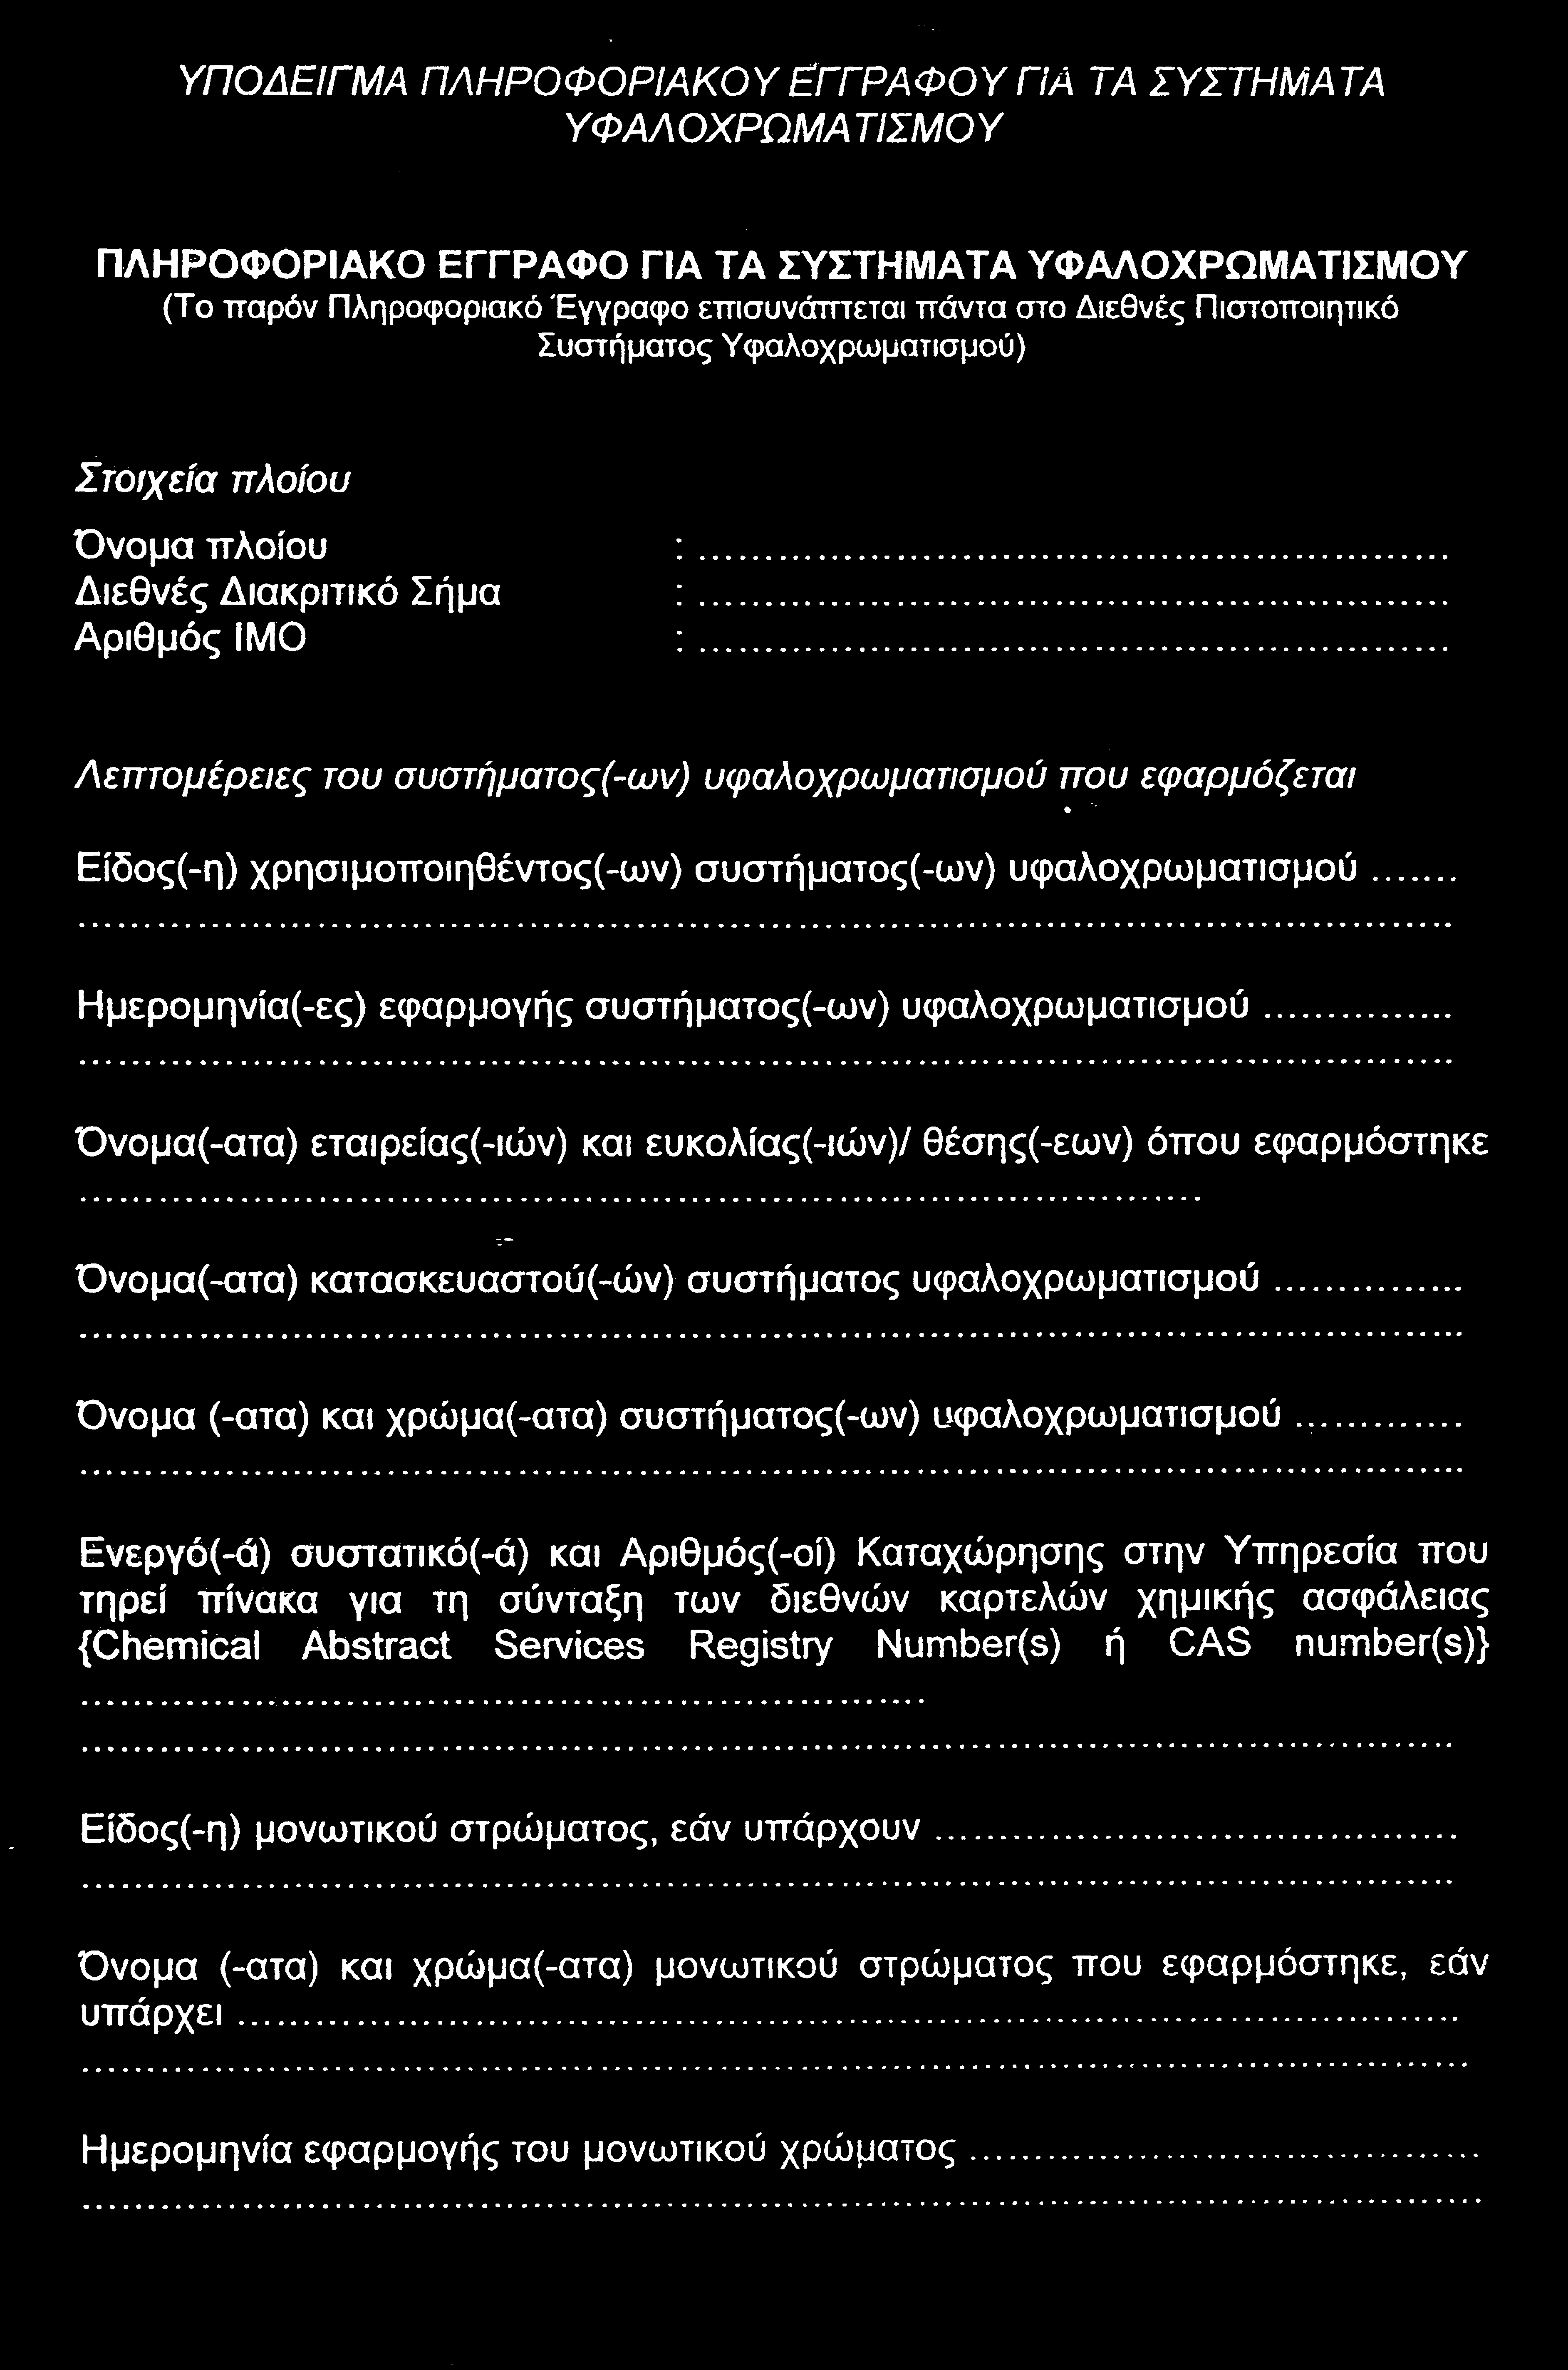 ΥΠΟΔΕΙΓΜΑ ΠΛΗΡΟΦΟΡΙΑΚΟΥ ΕΓΓΡΑΦΟΥ ΓΙΑ ΤΑ ΣΥΣΤΗΜΑΤΑ
ΥΦΑΛΟΧΡΩΜΑΤΙΣΜΟΥ
ΠΛΗΡΟΦΟΡΙΑΚΟ ΕΓΓΡΑΦΟ ΓΙΑ ΤΑ ΣΥΣΤΗΜΑΤΑ ΥΦΑΛΟΧΡΩΜΑΤΙΣΜΟΥ
(Το παρόν Πληροφοριακό Έγγραφο επισυνάπτεται πάντα στο Διεθνές Πιστοποιητικό
Συστήματος Υφαλοχρωματισμού)
Στοιχεία πλοίου
Όνομα πλοίου : ..........................................................
Διεθνές Διακριτικό Σήμα : ..........................................................
Αριθμός ΙΜΟ : ..........................................................
Λεπτομέρειες του συστήματος(-ων) υφαλοχρωματισμού που εφαρμόζεται
Είδος(-η) χρησιμοποιηθέντος(-ων) συστήματος(-ων) υφαλοχρωματισμού .......
..........................................................................................................
Ημερομηνία(-ες) εφαρμογής συστήματος(-ων) υφαλοχρωματισμού ...............
..........................................................................................................
Όνομα(-ατα) εταιρείας(-ιών) και ευκολίας(-ιών)/ θέσης(-εων) όπου εφαρμόστηκε
.....................................................................................
Όνομα(-ατα) κατασκευαστού(-ών) συστήματος υφαλοχρωματισμού ...............
..........................................................................................................
Όνομα (-ατα) και χρώμα(-ατα) συστήματος(-ων) υφαλοχρωματισμού .............
..........................................................................................................
Ενεργό(-ά) συστατικό(-ά) και Αριθμός(-οί) Καταχώρησης στην Υπηρεσία που
τηρεί πίνακα για τη σύνταξη των διεθνών καρτελών χημικής ασφάλειας
{Chemical Abstract Services Registry Number(s) ή CAS number(s)}
................................................................
..........................................................................................................
Είδος(-η) μονωτικού στρώματος, εάν υπάρχουν ........................................
..........................................................................................................
Όνομα (-ατα) και χρώμα(-ατα) μονωτικού στρώματος που εφαρμόστηκε, εάν
υπάρχει .............................................................................................
..........................................................................................................
Ημερομηνία εφαρμογής του μονωτικού χρώματος .......................................
..........................................................................................................